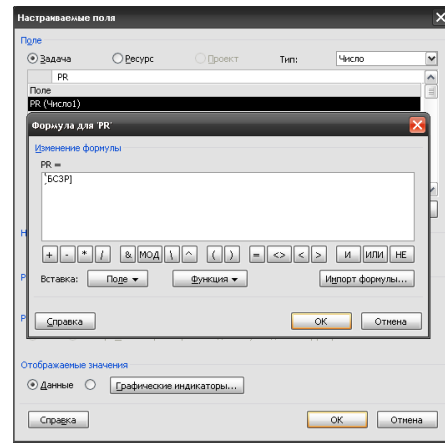 Настраиваемые поля
Поле
Задача Ресурс Проект Тип: Число
PR
Поле
PR (Число1)
Формула для 'PR'
Изменение формулы
PR =
[БСЗР]
+ - * / & МОД \ ^ ( ) = <> < > И ИЛИ НЕ
Вставка: Поле Функция Импорт формулы...
Справка ОК Отмена
Отображаемые значения
Данные Графические индикаторы...
Справка ОК Отмена